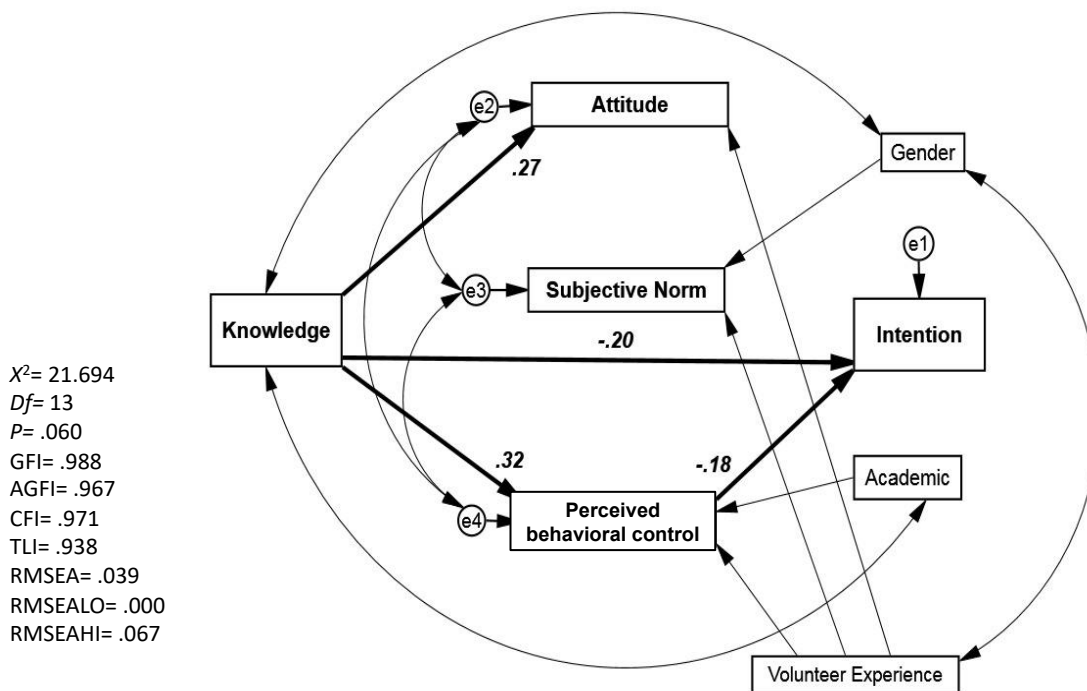 e2
Attitude
Gender
.27
e1
e3
Subjective Norm
Knowledge
Intention
-.20
X²= 21.694
Df= 13
P= .060
GFI= .988
AGFI= .967
CFI= .971
TLI= .938
RMSEA= .039
RMSEALO= .000
RMSEAHI= .067
.32
-.18
Academic
e4
Perceived
behavioral control
Volunteer Experience